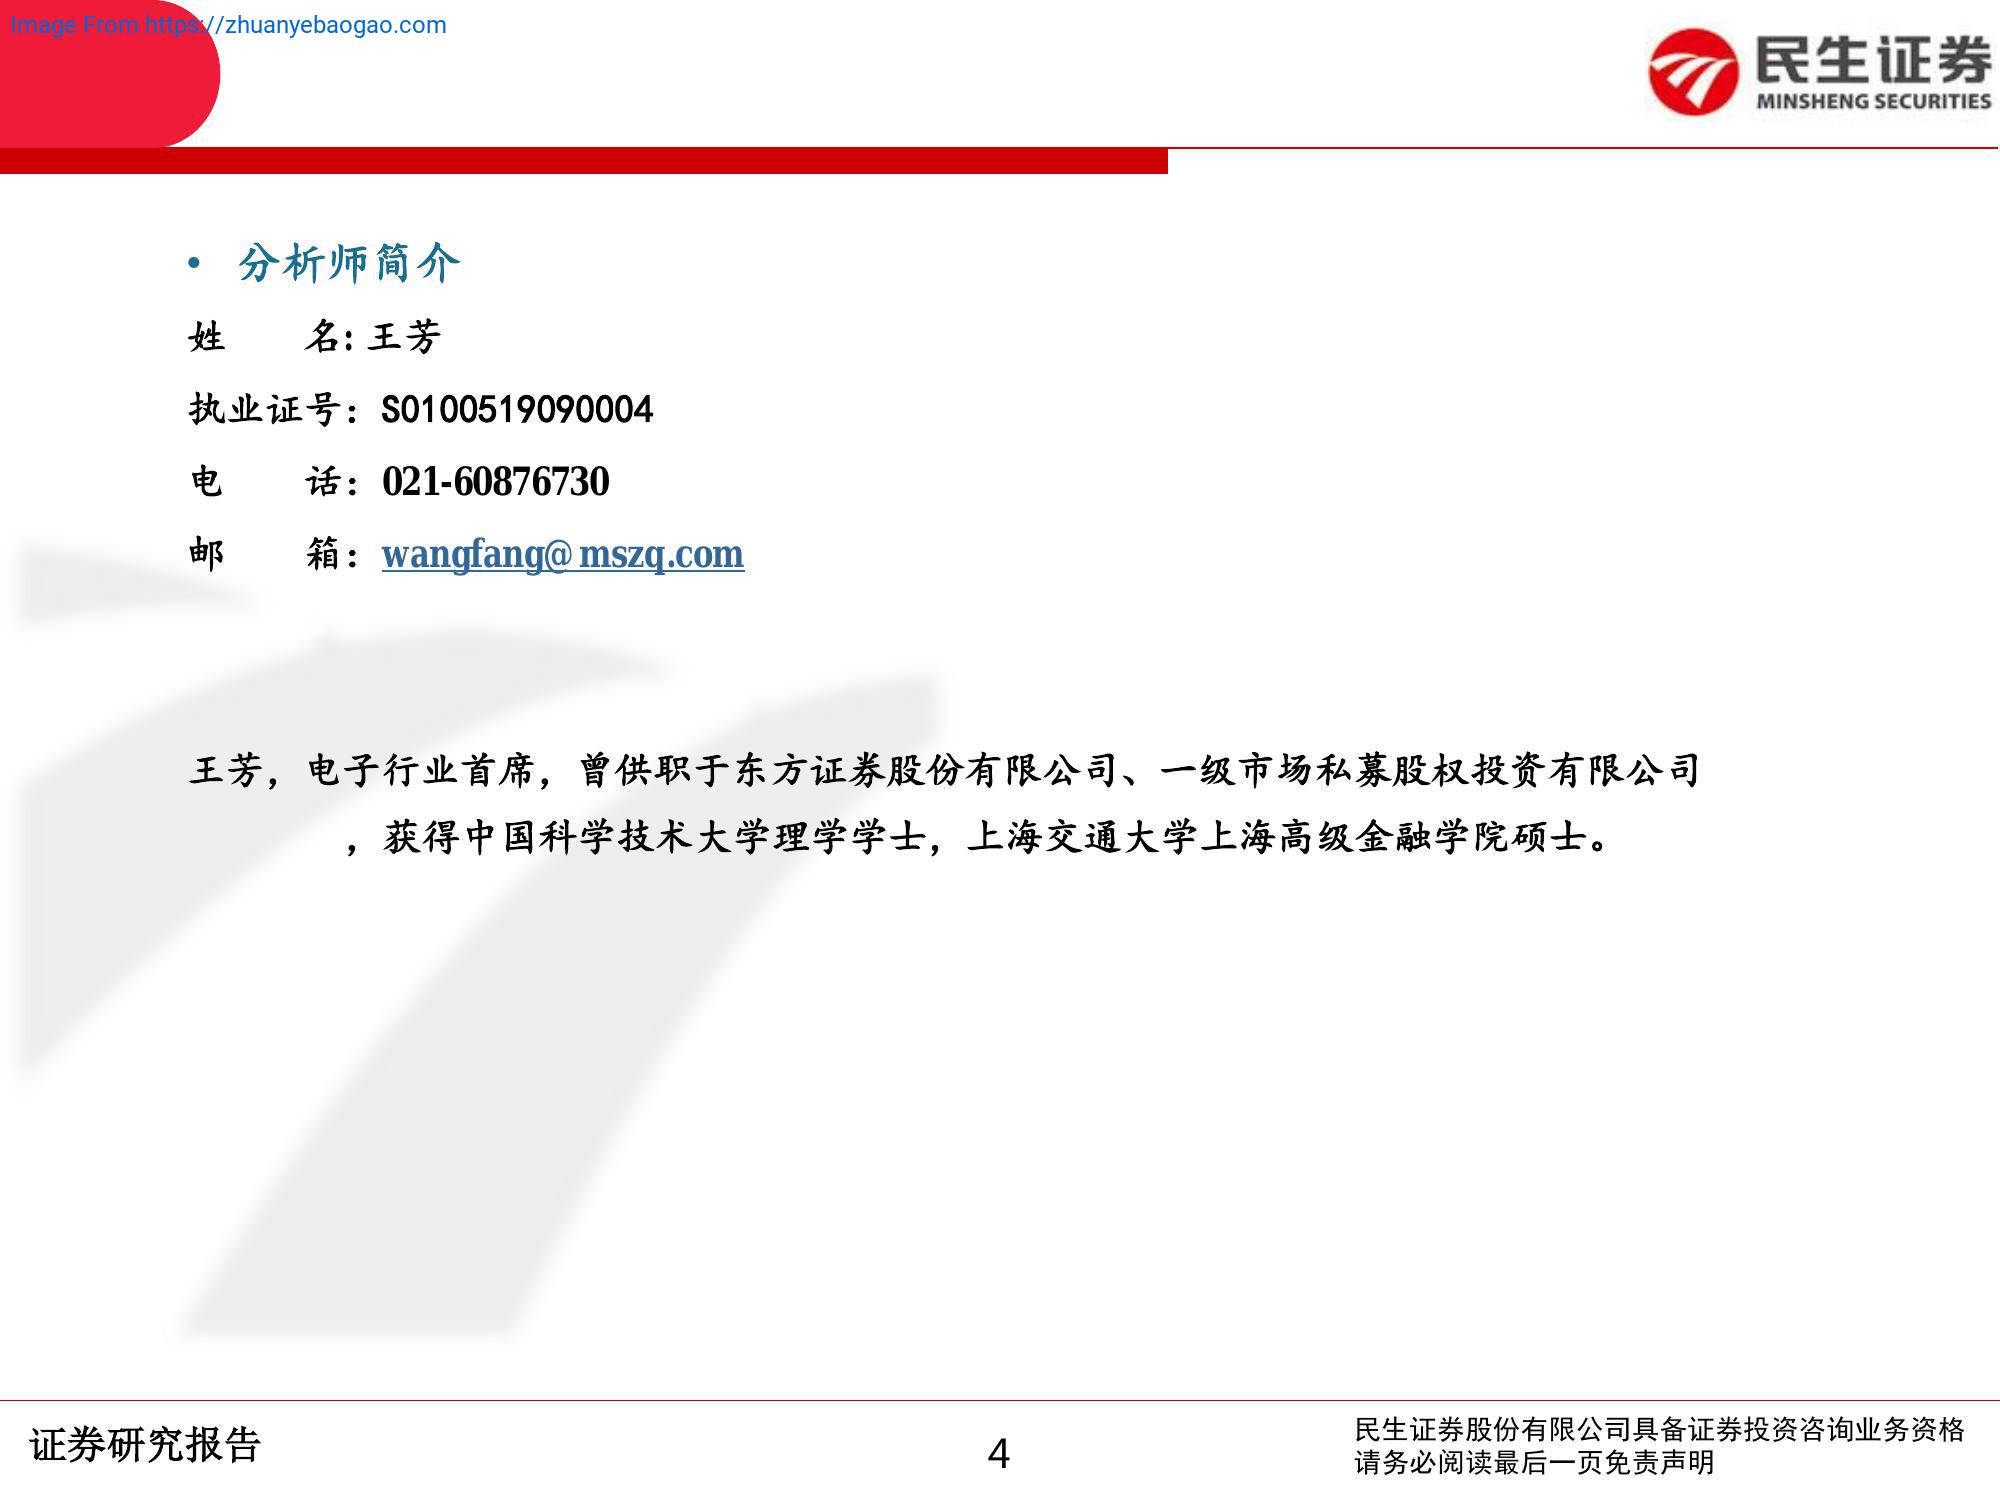 Image From https://zhuanyebaogao.com
民生证券
MINSHENG SECURITIES
• 分析师简介
姓　　名: 王芳
执业证号：S0100519090004
电　　话：021-60876730
邮　　箱：wangfang@mszq.com
王芳，电子行业首席，曾供职于东方证券股份有限公司、一级市场私募股权投资有限公司
，获得中国科学技术大学理学学士，上海交通大学上海高级金融学院硕士。
证券研究报告
4
民生证券股份有限公司具备证券投资咨询业务资格
请务必阅读最后一页免责声明